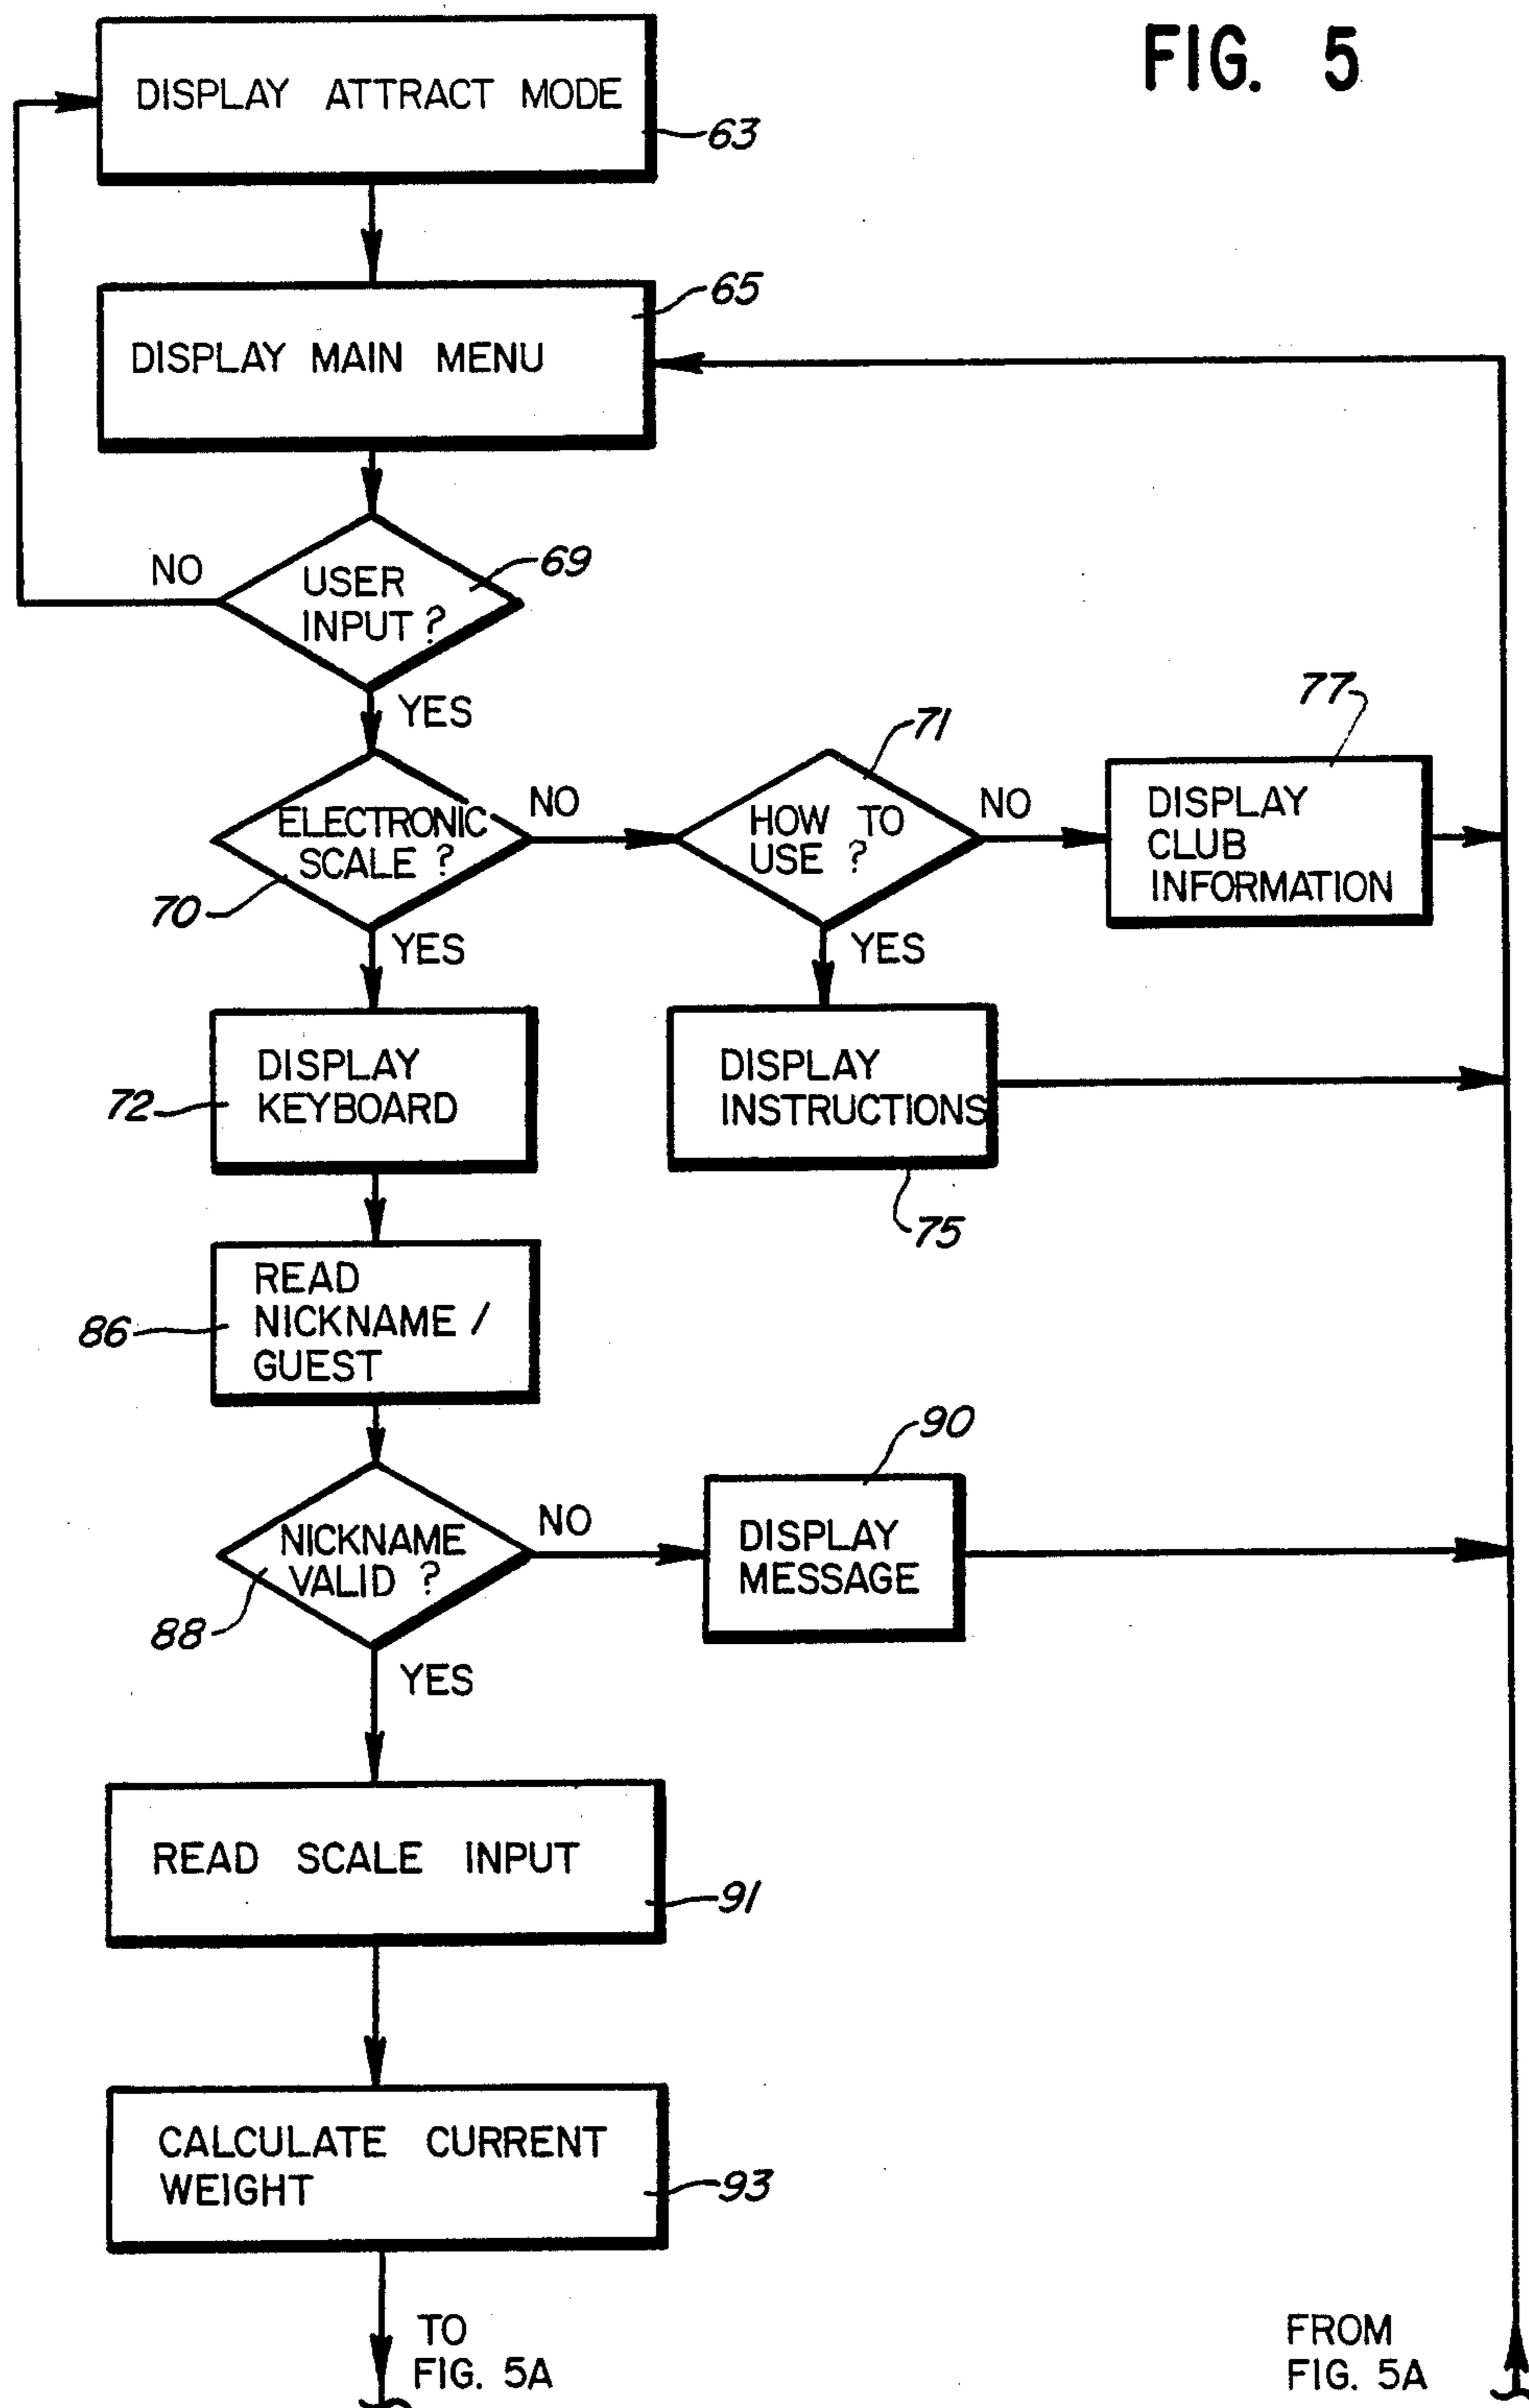 FIG. 5
DISPLAY ATTRACT MODE
63
65
DISPLAY MAIN MENU
69
NO
USER
INPUT ?
YES
71
77
ELECTRONIC
SCALE ?
70
NO
HOW TO
USE ?
NO
DISPLAY
CLUB
INFORMATION
YES
YES
DISPLAY
KEYBOARD
72
DISPLAY
INSTRUCTIONS
75
READ
NICKNAME /
GUEST
86
90
NICKNAME
VALID ?
88
NO
DISPLAY
MESSAGE
YES
READ SCALE INPUT
91
CALCULATE CURRENT
WEIGHT
93
TO
FIG. 5A
FROM
FIG. 5A